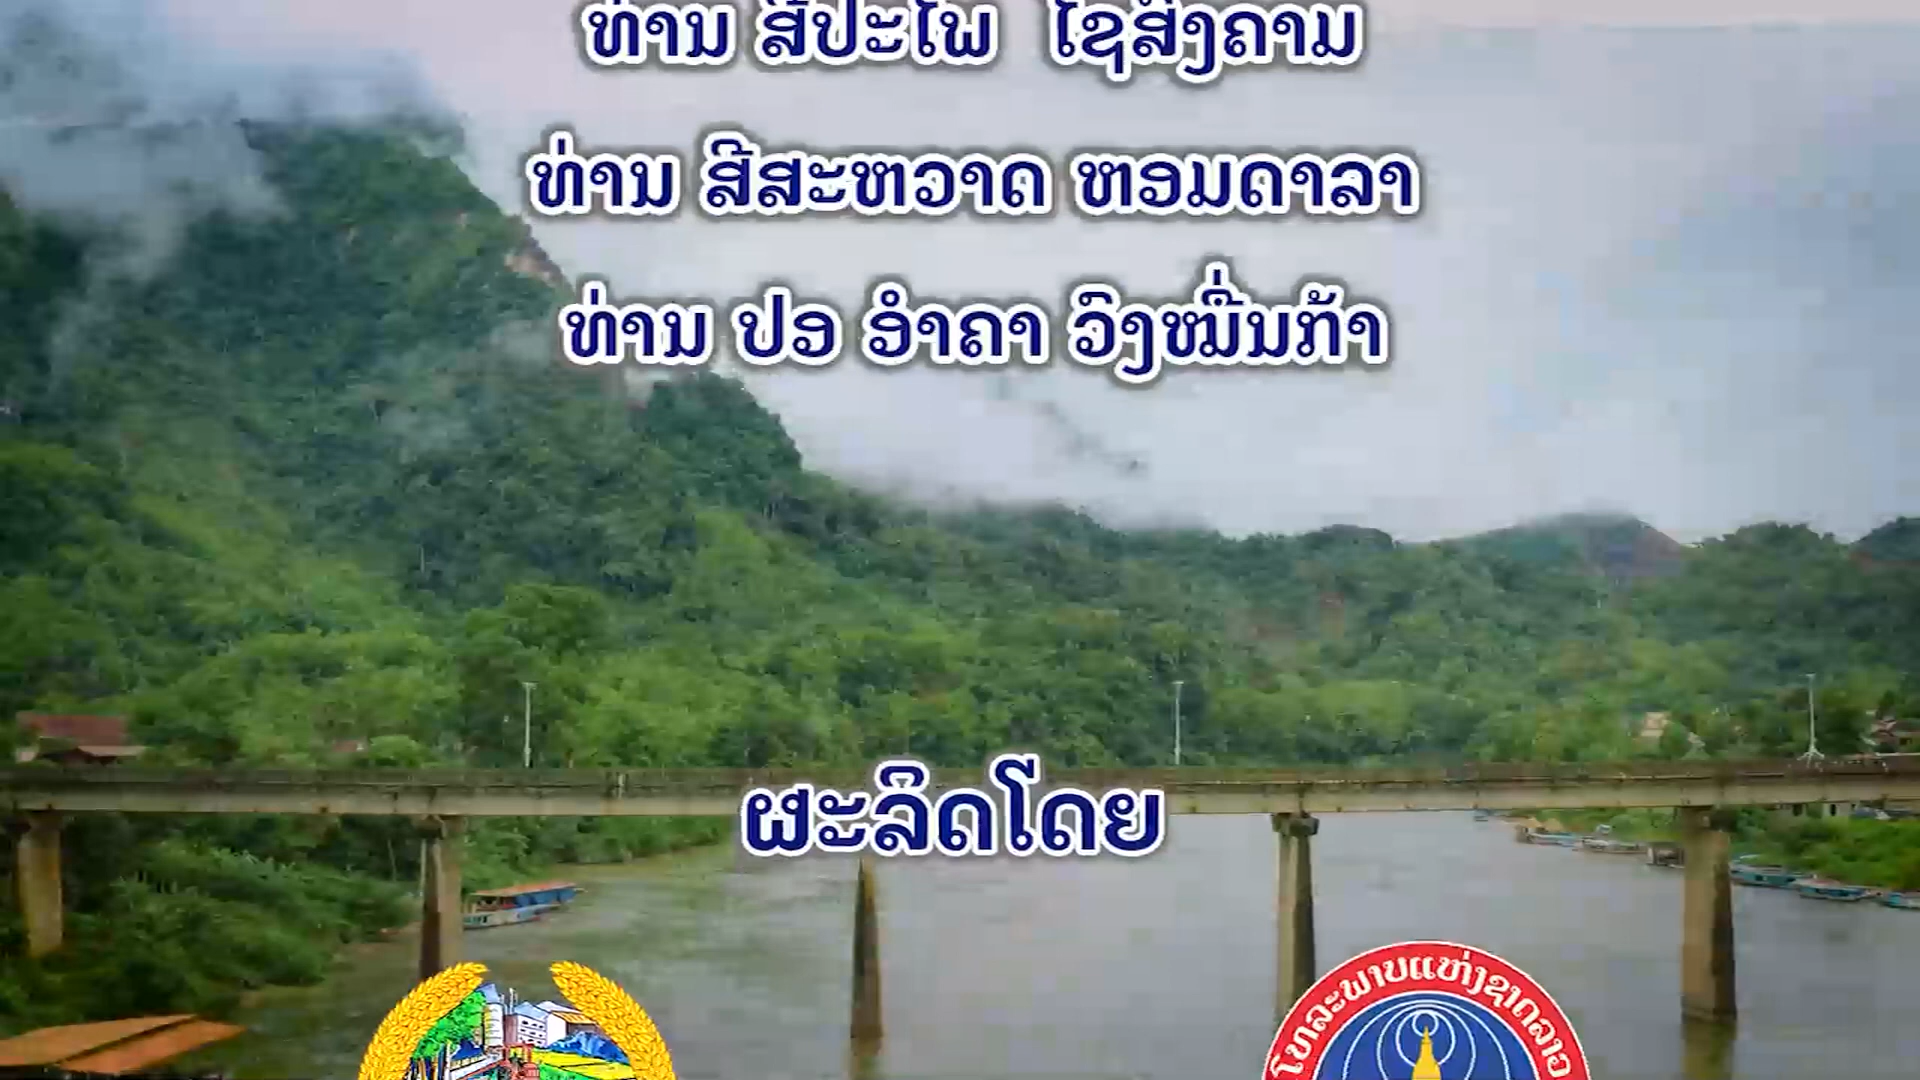 ທ່ານ ສີປະໄພ ໄຊສົງຄາມ
ທ່ານ ສີສະຫວາດ ຫອມດາລາ
ທ່ານ ປອ ອຳຄາ ວົງໝື່ນກ້າ
ຜະລິດໂດຍ
ໂທລະພາບແຫ່ງຊາດລາວ